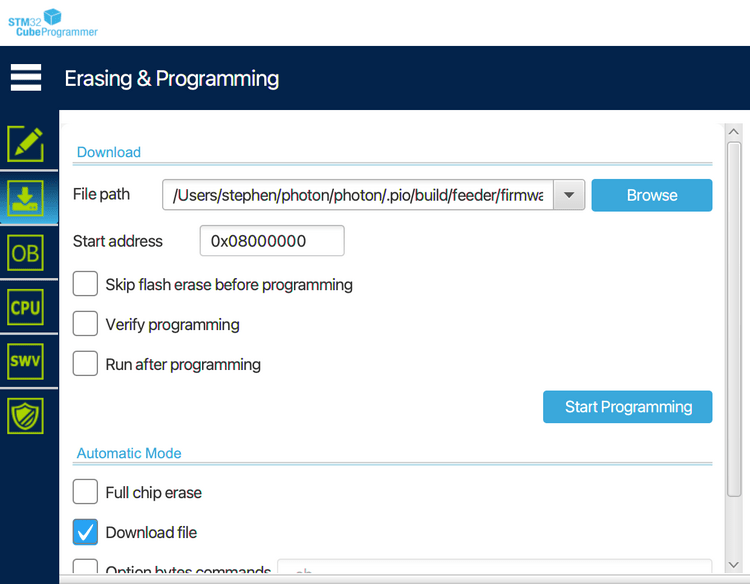 STM32
CubeProgrammer
Erasing & Programming
Download
File path
/Users/stephen/photon/photon/.pio/build/feeder/firmwa
Browse
Start address
0x08000000
Skip flash erase before programming
Verify programming
Run after programming
Start Programming
OB
CPU
SWV
Automatic Mode
Full chip erase
Download file
Option bytes commands